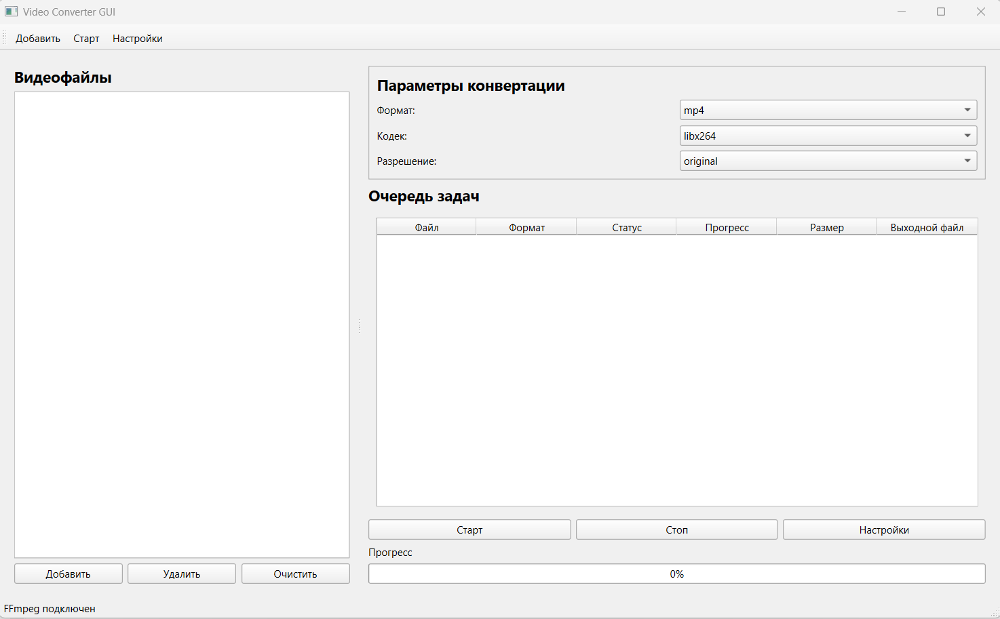 Video Converter GUI
Добавить Старт Настройки
Видеофайлы
Добавить Удалить Очистить
Параметры конвертации
Формат: mp4
Кодек: libx264
Разрешение: original
Очередь задач
Файл Формат Статус Прогресс Размер Выходной файл
Старт Стоп Настройки
Прогресс
0%
FFmpeg подключен